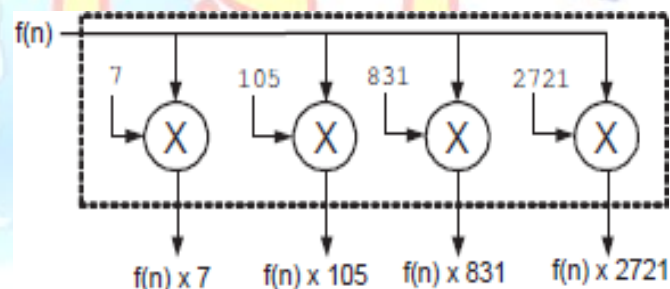 f(n)
7 105 831 2721
X X X X
f(n) x 7 f(n) x 105 f(n) x 831 f(n) x 2721